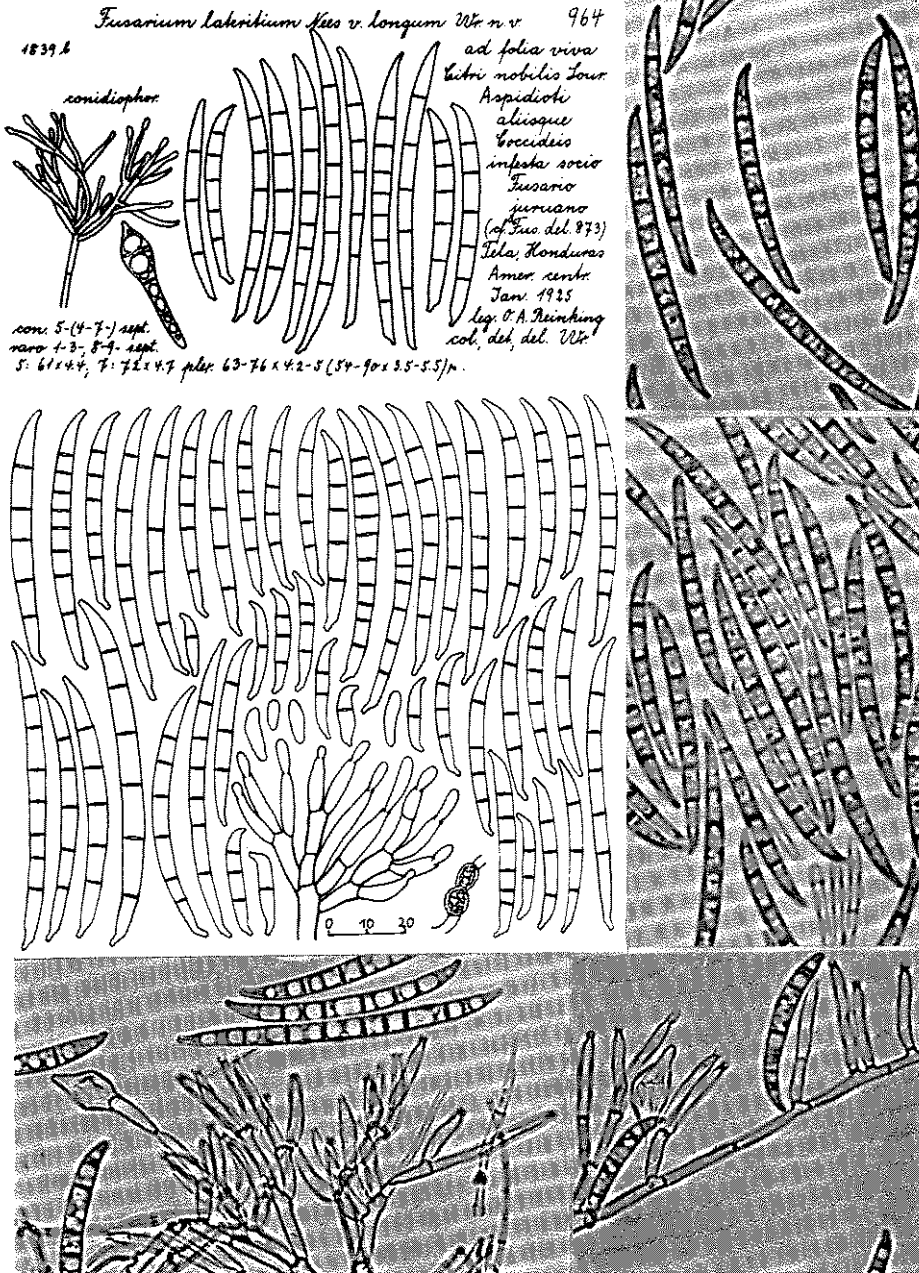 Fusarium lateritium Nees v. longum Wr. n. v. 964
1839 b
ad folia viva
Citri nobilis Lour.
conidiophor.
Aspidioti
aliisque
Coccideis
infesta socio
Fusario
juruano
(cf. Fus. del. 873)
Tela, Honduras
Amer. centr.
Jan. 1925
leg. O. A. Reinking
col., det., del. Wr.
con. 5-(4-7-) sept.
raro 1-3-, 8-9- sept.
5: 61 x 4.4, 7: 72 x 4.7 pler. 63-76 x 4.2-5 (54-90 x 3.5-5.5) µ.
0 10 20